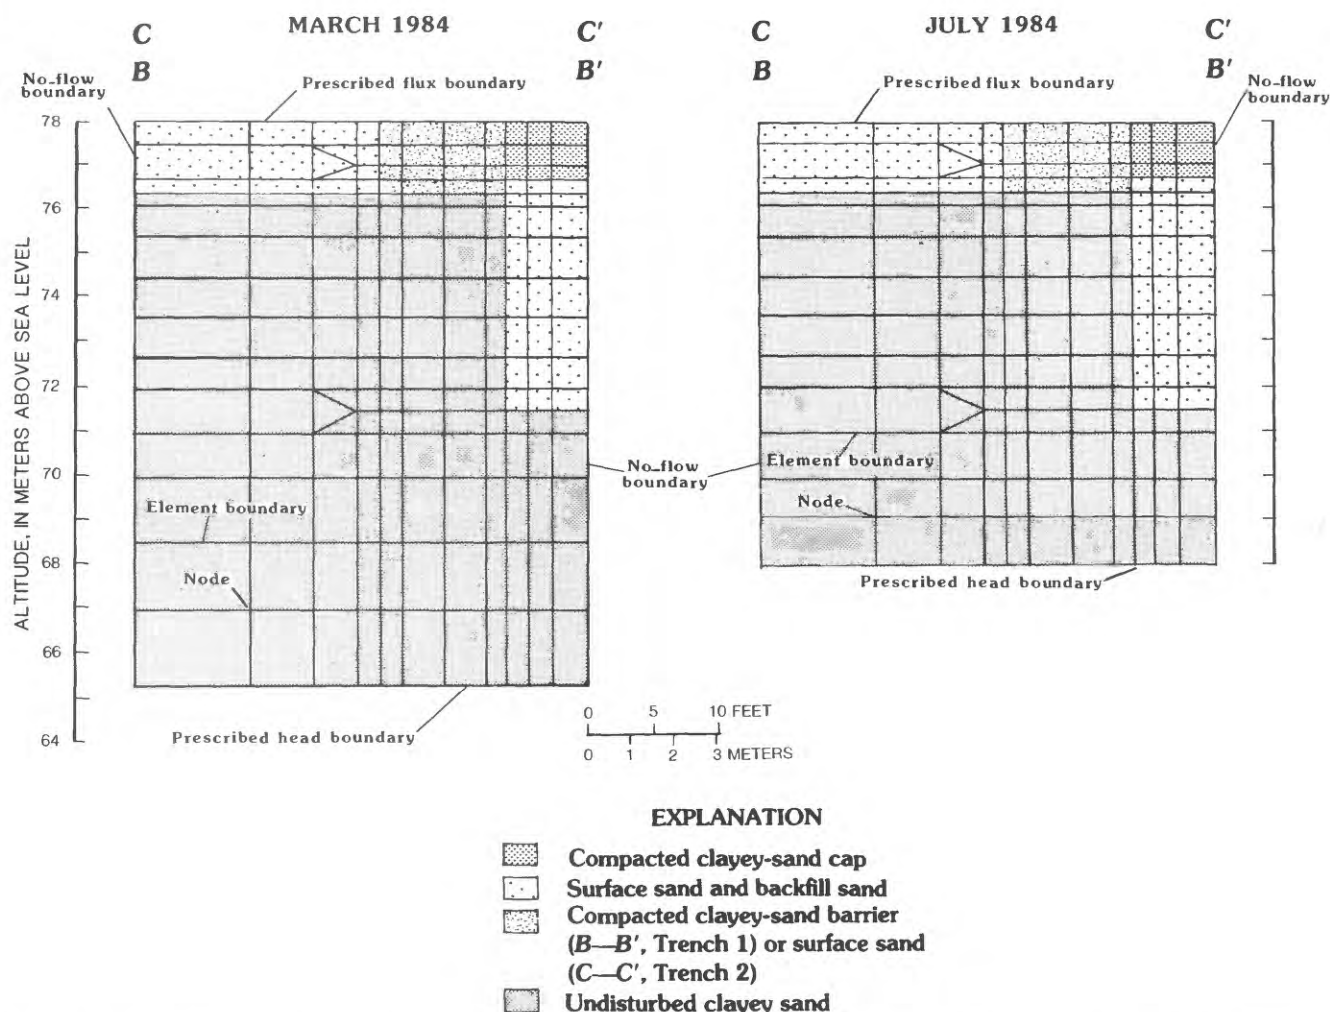 C MARCH 1984 C'
B B'
No-flow
boundary
Prescribed flux boundary
C JULY 1984 C'
B B'
Prescribed flux boundary
No-flow
boundary
ALTITUDE, IN METERS ABOVE SEA LEVEL
78
76
74
72
70
68
66
64
Element boundary
Node
Prescribed head boundary
No-flow
boundary
Element boundary
Node
Prescribed head boundary
0 5 10 FEET
0 1 2 3 METERS
EXPLANATION
Compacted clayey-sand cap
Surface sand and backfill sand
Compacted clayey-sand barrier
(B—B', Trench 1) or surface sand
(C—C', Trench 2)
Undisturbed clayey sand